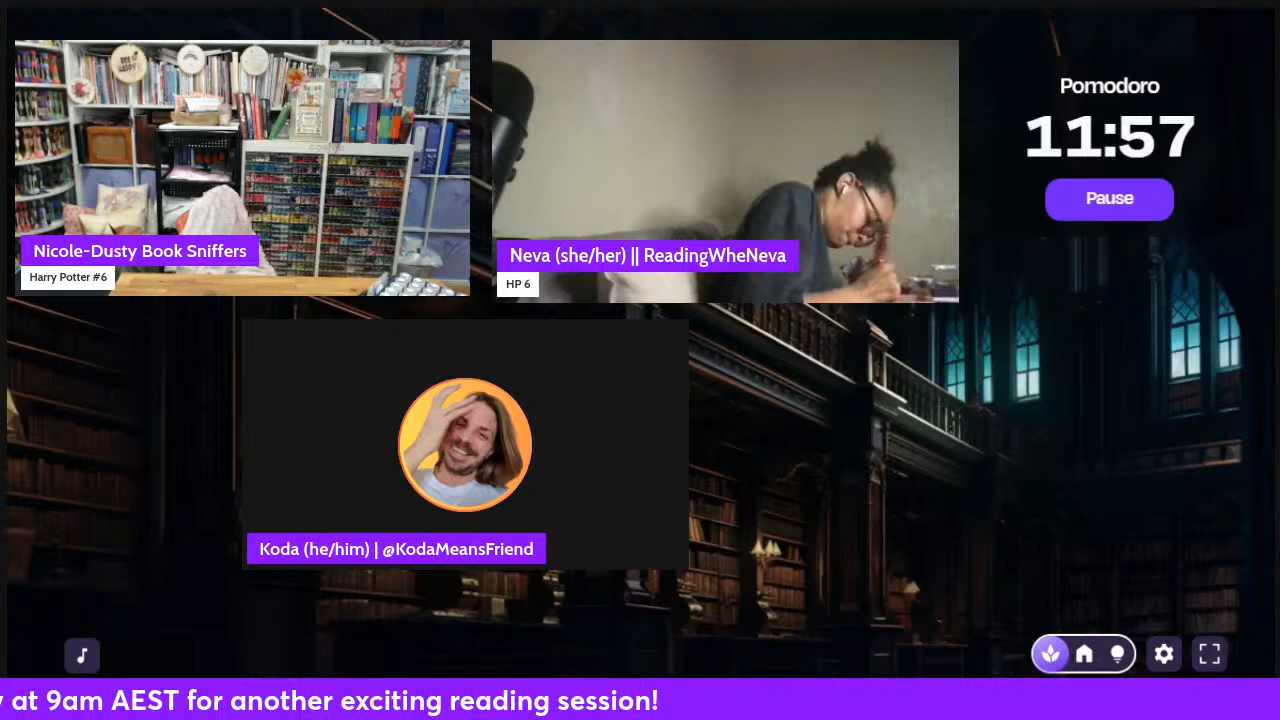 Pomodoro
11:57
Pause
Nicole-Dusty Book Sniffers
Harry Potter #6
Neva (she/her) || ReadingWheNeva
HP 6
Koda (he/him) | @KodaMeansFriend
at 9am AEST for another exciting reading session!